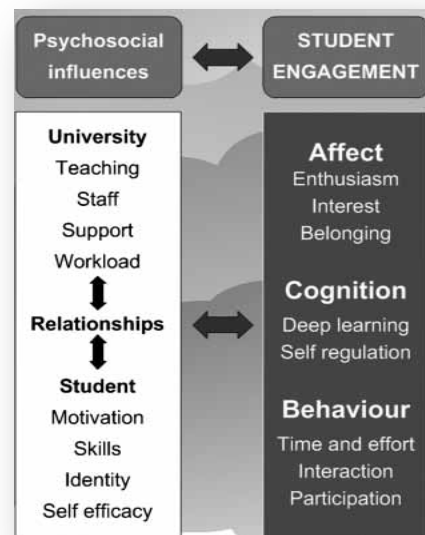 Psychosocial
influences
STUDENT
ENGAGEMENT
University
Teaching
Staff
Support
Workload
Relationships
Student
Motivation
Skills
Identity
Self efficacy
Affect
Enthusiasm
Interest
Belonging
Cognition
Deep learning
Self regulation
Behaviour
Time and effort
Interaction
Participation